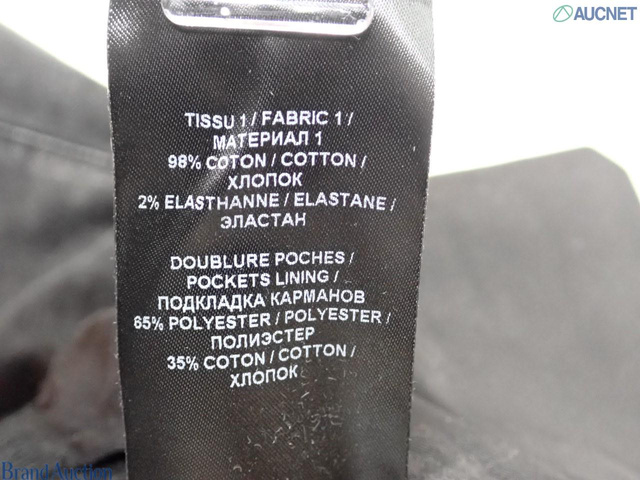 AUCNET
TISSU 1 / FABRIC 1 /
МАТЕРИАЛ 1
98% COTON / COTTON /
ХЛОПОК
2% ELASTHANNE / ELASTANE /
ЭЛАСТАН
DOUBLURE POCHES /
POCKETS LINING /
ПОДКЛАДКА КАРМАНОВ
65% POLYESTER / POLYESTER /
ПОЛИЭСТЕР
35% COTON / COTTON /
ХЛОПОК
Brand Auction